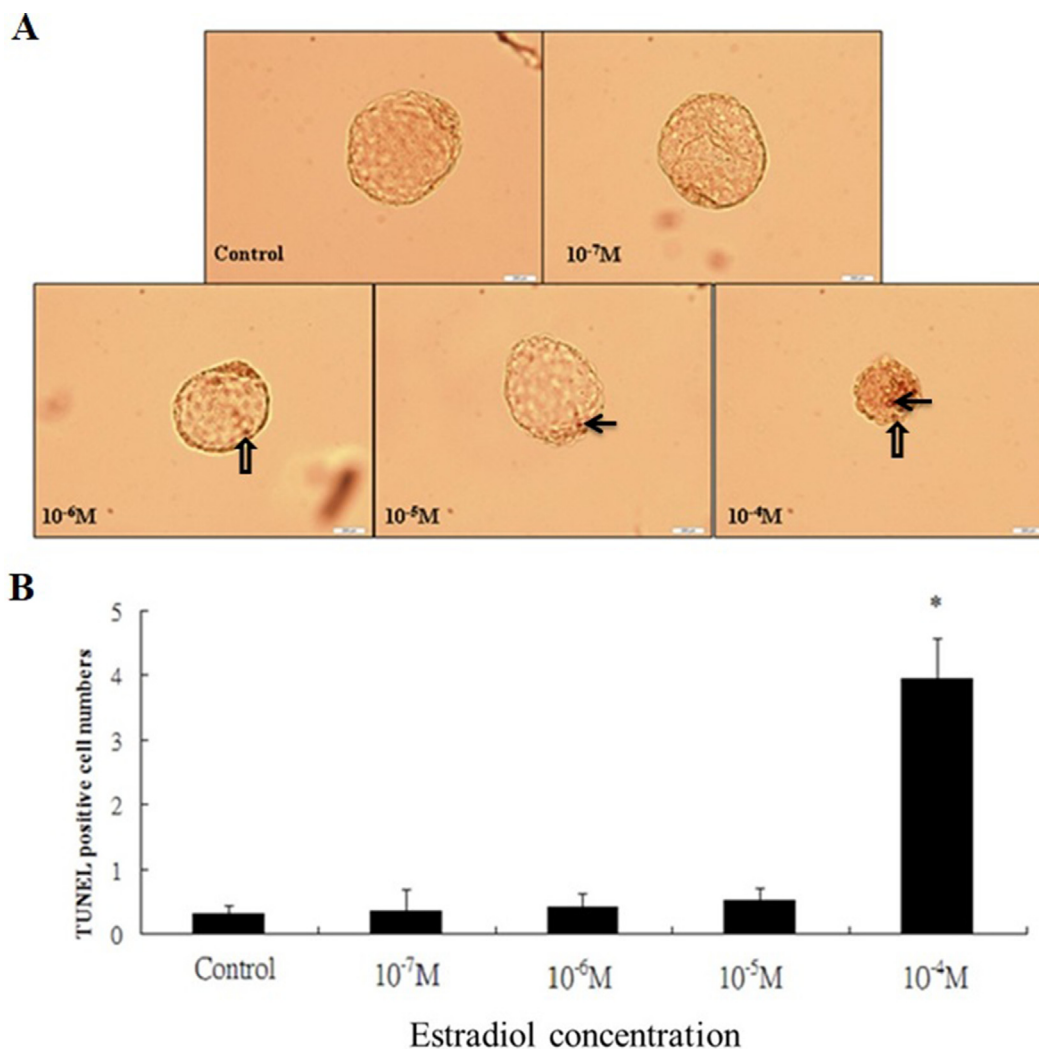 A
Control
10⁻⁷M
10⁻⁶M
10⁻⁵M
10⁻⁴M
B
TUNEL positive cell numbers
5
4
3
2
1
0
*
Control
10⁻⁷M
10⁻⁶M
10⁻⁵M
10⁻⁴M
Estradiol concentration